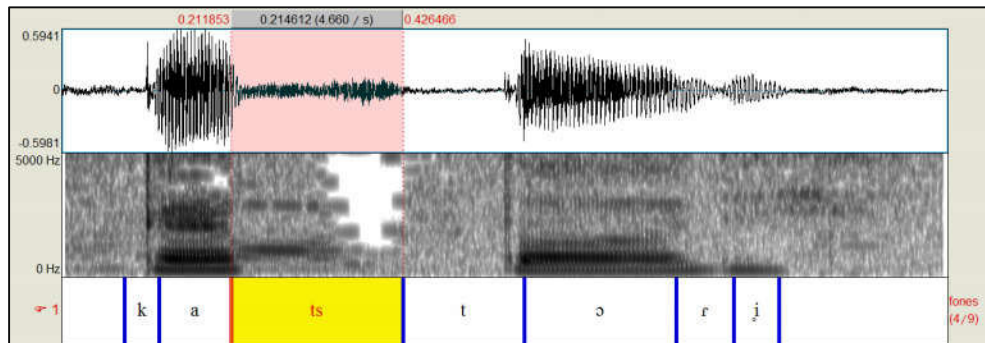 0.211853 0.214612 (4.660 / s) 0.426466
0.5941
0
-0.5981
5000 Hz
0 Hz
☞ 1 k a ts t ɔ ɾ i̥ fones
(4/9)